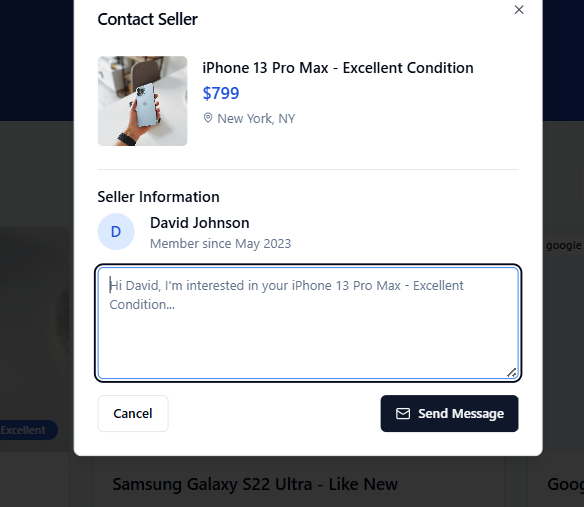 Contact Seller
iPhone 13 Pro Max - Excellent Condition
$799
New York, NY
Seller Information
D
David Johnson
Member since May 2023
Hi David, I'm interested in your iPhone 13 Pro Max - Excellent
Condition...
google
Excellent
Cancel
Send Message
Samsung Galaxy S22 Ultra - Like New
Goog